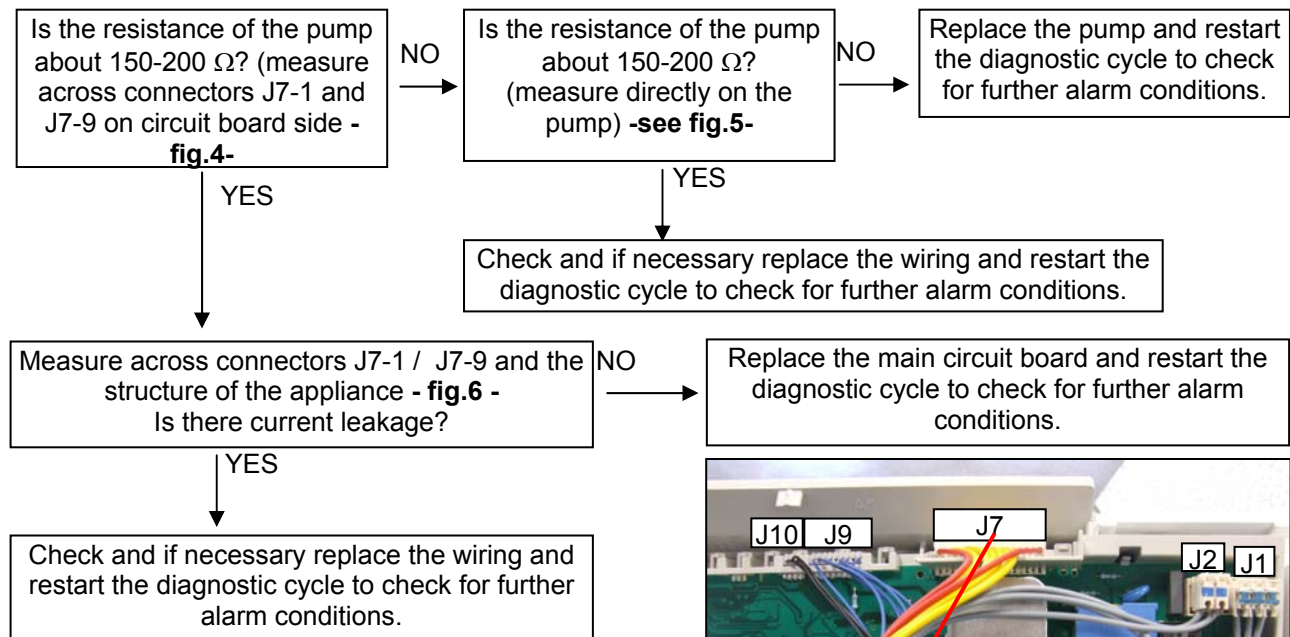 Is the resistance of the pump
about 150-200 Ω? (measure
across connectors J7-1 and
J7-9 on circuit board side -
fig.4-
NO
Is the resistance of the pump
about 150-200 Ω?
(measure directly on the
pump) -see fig.5-
NO
Replace the pump and restart
the diagnostic cycle to check
for further alarm conditions.
YES
YES
Check and if necessary replace the wiring and restart the
diagnostic cycle to check for further alarm conditions.
Measure across connectors J7-1 / J7-9 and the
structure of the appliance - fig.6 -
Is there current leakage?
NO
Replace the main circuit board and restart the
diagnostic cycle to check for further alarm
conditions.
YES
Check and if necessary replace the wiring and
restart the diagnostic cycle to check for further
alarm conditions.
J10
J9
J7
J2
J1